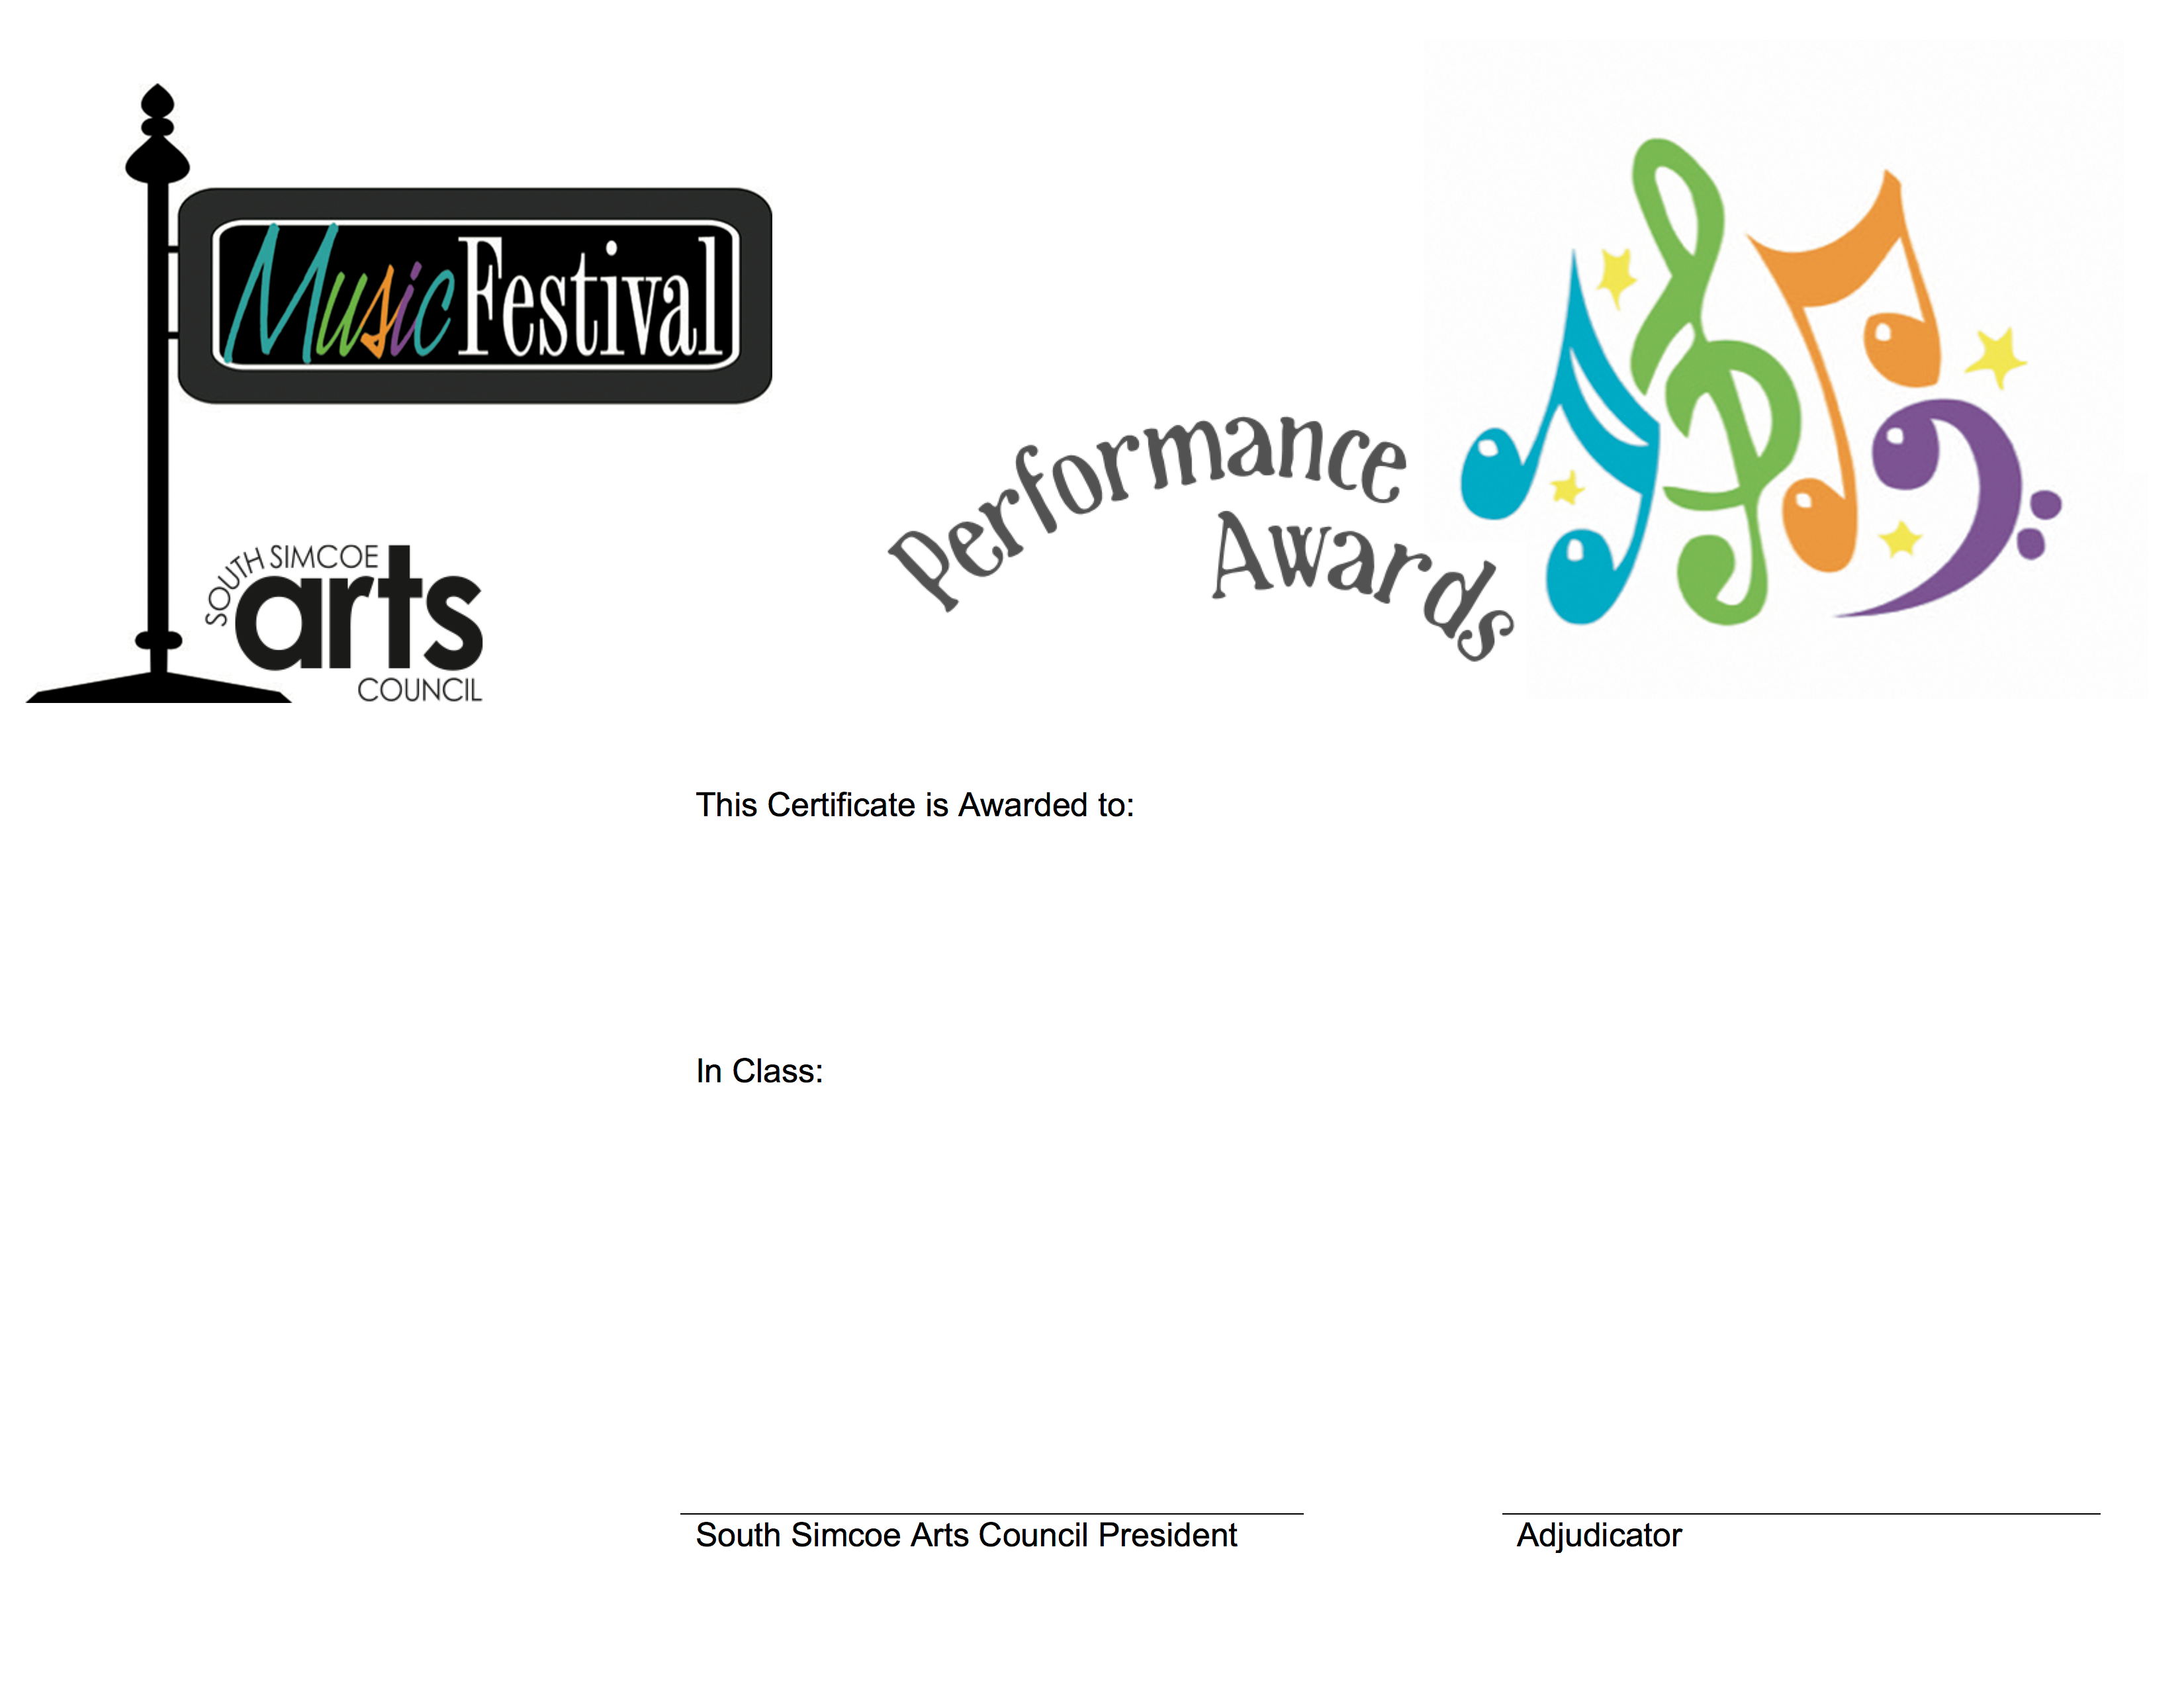 Music Festival
Performance
Awards
SOUTH SIMCOE
arts
COUNCIL
This Certificate is Awarded to:
In Class:
South Simcoe Arts Council President
Adjudicator